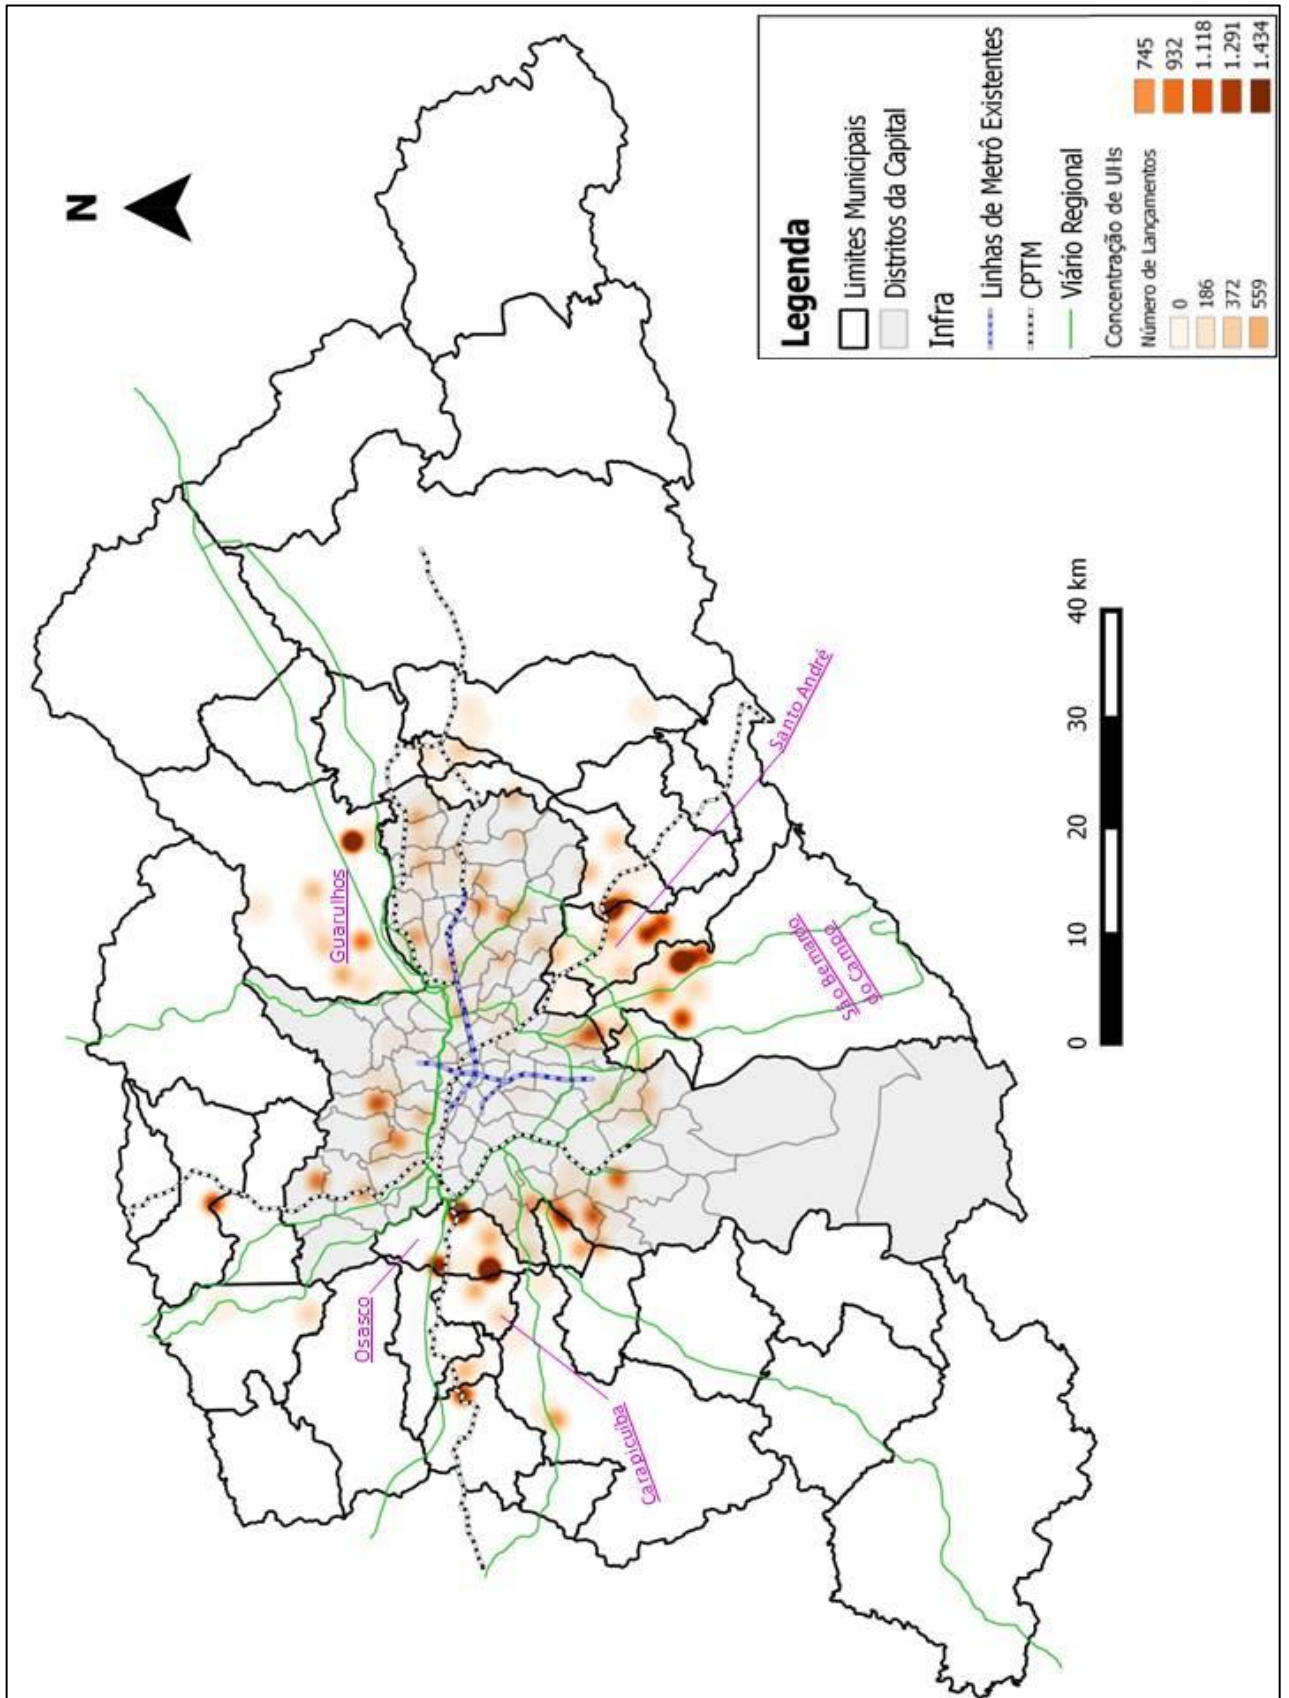 N
Guarulhos
Osasco
Carapicuíba
Santo André
São Bernardo
do Campo
0 10 20 30 40 km
Legenda
Limites Municipais
Distritos da Capital
Infra
Linhas de Metrô Existentes
CPTM
Viário Regional
Concentração de UHs
Número de Lançamentos
0
186
372
559
745
932
1.118
1.291
1.434